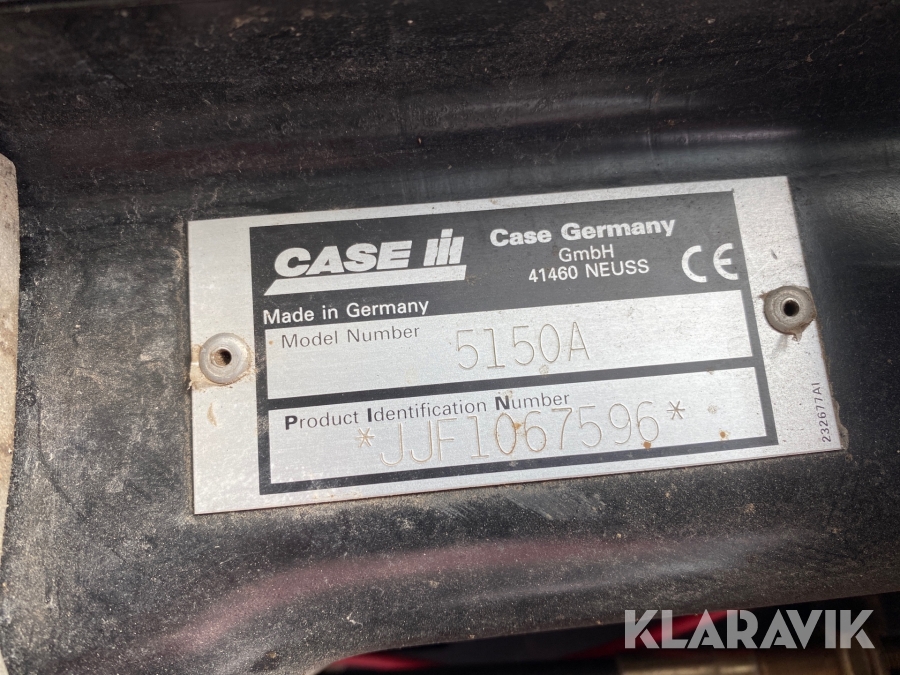 CASE IH
Case Germany
GmbH
41460 NEUSS
CE
Made in Germany
Model Number
5150A
Product Identification Number
*JJF1067596*
232677A1
KLARAVIK